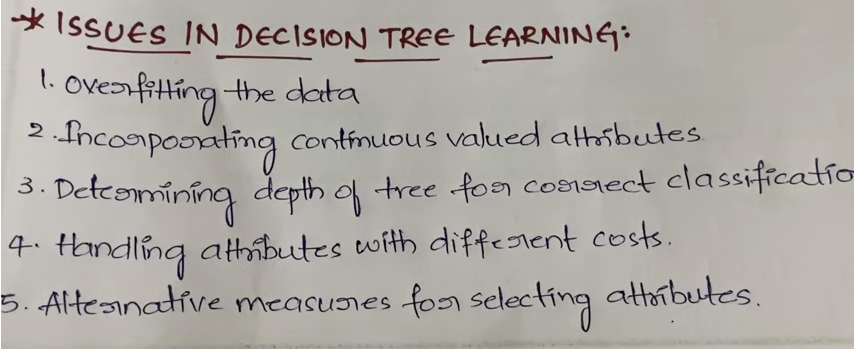 * ISSUES IN DECISION TREE LEARNING:
1. Overfitting the data
2. Incorporating continuous valued attributes
3. Determining depth of tree for correct classificatio
4. Handling attributes with different costs.
5. Alternative measures for selecting attributes.